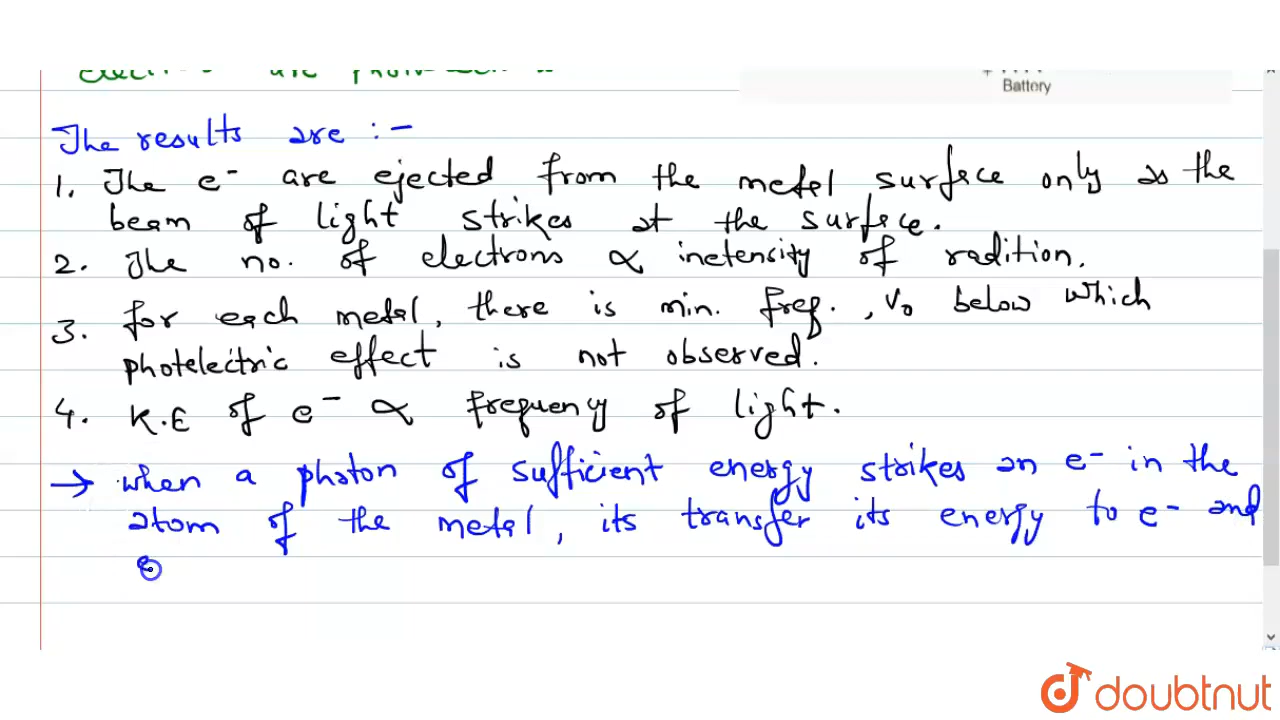 Battery
The results are :-
1. The e- are ejected from the metal surface only as the
beam of light strikes at the surface.
2. The no. of electrons ∝ inetensity of radition.
3. for each metal, there is min. freq., ν₀ below which
photelectric effect is not observed.
4. K.E of e- ∝ frequency of light.
→ when a photon of sufficient energy strikes an e- in the
atom of the metal, its transfer its energy to e- and
e
doubtnut